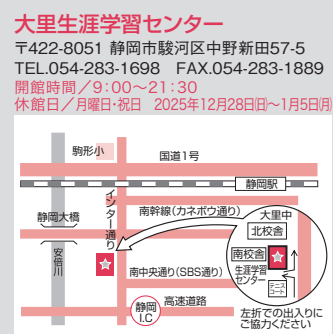 大里生涯学習センター
〒422-8051 静岡市駿河区中野新田57-5
TEL.054-283-1698 FAX.054-283-1889
開館時間／9:00～21:30
休館日／月曜日・祝日 2025年12月28日㈰～1月5日㈪
駒形小
国道1号
静岡駅
インター通り
静岡大橋
南幹線(カネボウ通り)
大里中
北校舎
南校舎
生涯学習
センター
安倍川
南中央通り(SBS通り)
テニス
コート
静岡
I.C
高速道路
左折での出入りに
ご協力ください